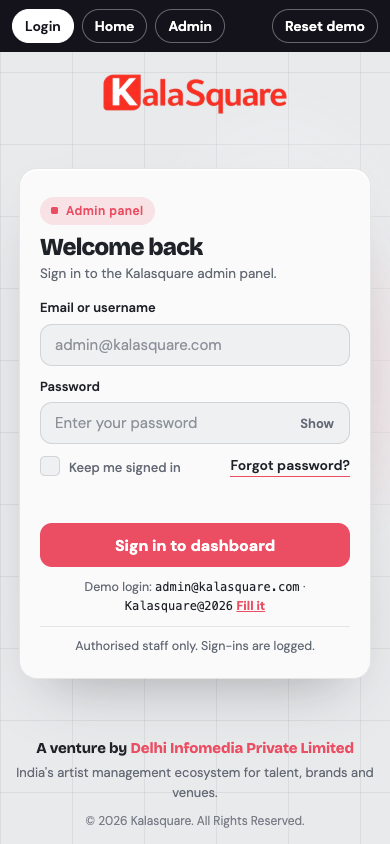 Login Home Admin Reset demo
KalaSquare
Admin panel
Welcome back
Sign in to the Kalasquare admin panel.
Email or username
admin@kalasquare.com
Password
Enter your password Show
Keep me signed in Forgot password?
Sign in to dashboard
Demo login: admin@kalasquare.com ·
Kalasquare@2026 Fill it
Authorised staff only. Sign-ins are logged.
A venture by Delhi Infomedia Private Limited
India's artist management ecosystem for talent, brands and
venues.
© 2026 Kalasquare. All Rights Reserved.